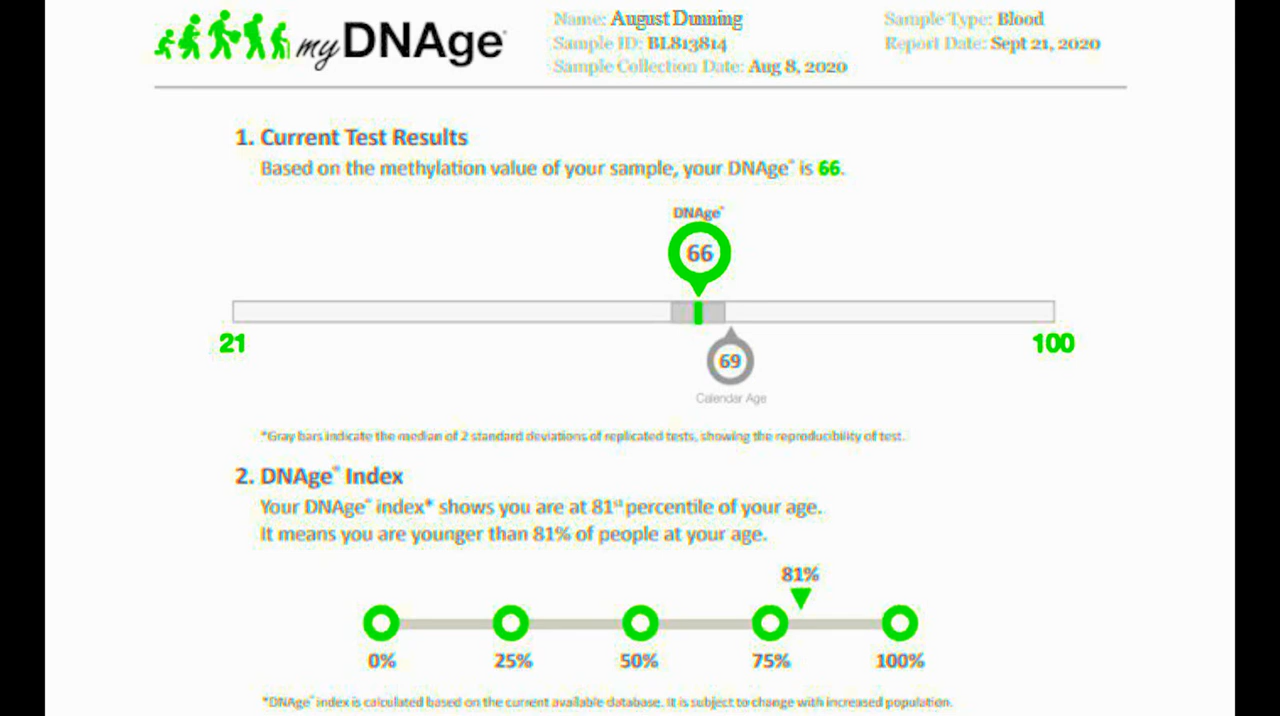 myDNAge®
Name: August Dunning
Sample ID: BL813814
Sample Collection Date: Aug 8, 2020
Sample Type: Blood
Report Date: Sept 21, 2020
1. Current Test Results
Based on the methylation value of your sample, your DNAge® is 66.
DNAge®
66
21
100
69
Calendar Age
*Gray bars indicate the median of 2 standard deviations of replicated tests, showing the reproducibility of test.
2. DNAge® Index
Your DNAge® index* shows you are at 81st percentile of your age.
It means you are younger than 81% of people at your age.
81%
0% 25% 50% 75% 100%
*DNAge® index is calculated based on the current available database. It is subject to change with increased population.